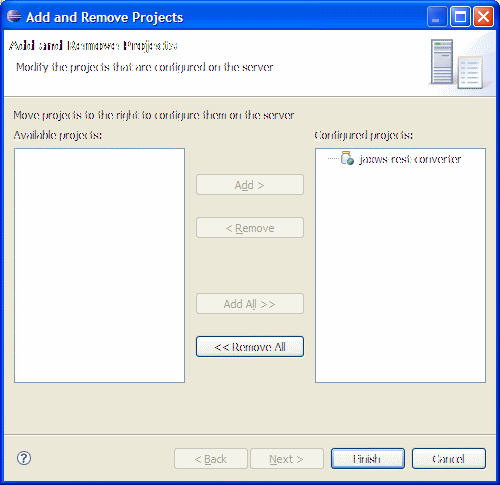 Add and Remove Projects
Add and Remove Projects
Modify the projects that are configured on the server
Move projects to the right to configure them on the server
Available projects:
Configured projects:
jaxws-rest-converter
Add >
< Remove
Add All >>
<< Remove All
?
< Back
Next >
Finish
Cancel